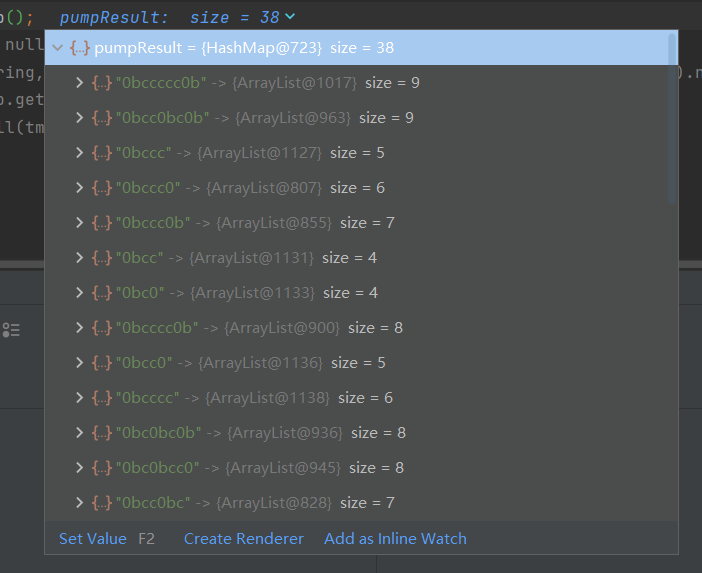 p(); pumpResult: size = 38
null
{...} pumpResult = {HashMap@723} size = 38
ring,
).n
{...} "0bccccc0b" -> {ArrayList@1017} size = 9
p.get
{...} "0bcc0bc0b" -> {ArrayList@963} size = 9
ll(tm
{...} "0bccc" -> {ArrayList@1127} size = 5
{...} "0bccc0" -> {ArrayList@807} size = 6
{...} "0bccc0b" -> {ArrayList@855} size = 7
{...} "0bcc" -> {ArrayList@1131} size = 4
{...} "0bc0" -> {ArrayList@1133} size = 4
{...} "0bcccc0b" -> {ArrayList@900} size = 8
{...} "0bcc0" -> {ArrayList@1136} size = 5
{...} "0bcccc" -> {ArrayList@1138} size = 6
{...} "0bc0bc0b" -> {ArrayList@936} size = 8
{...} "0bc0bcc0" -> {ArrayList@945} size = 8
{...} "0bcc0bc" -> {ArrayList@828} size = 7
Set Value F2 Create Renderer Add as Inline Watch